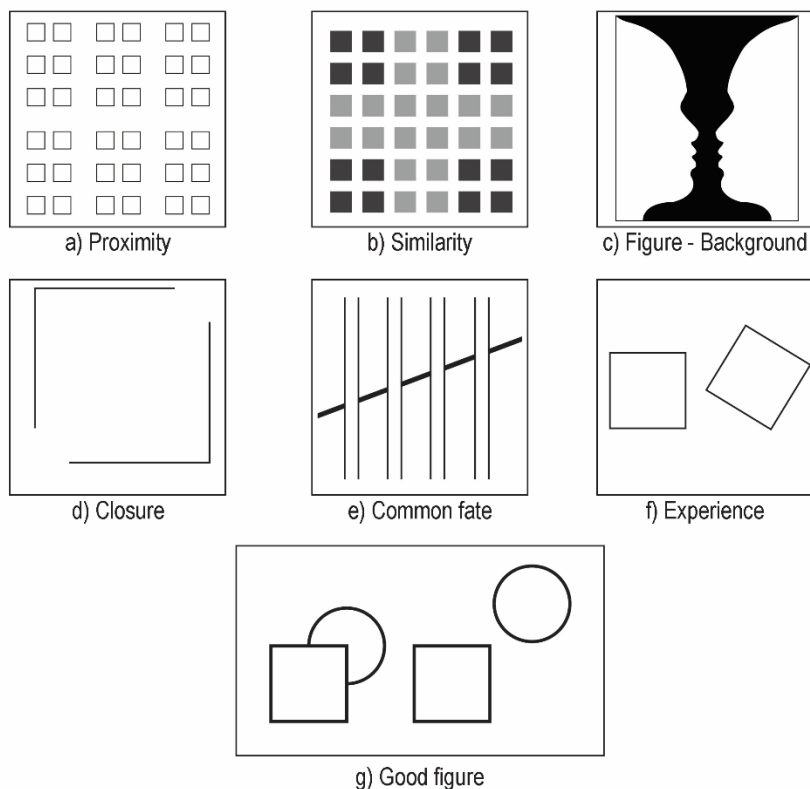 a) Proximity
b) Similarity
c) Figure - Background
d) Closure
e) Common fate
f) Experience
g) Good figure